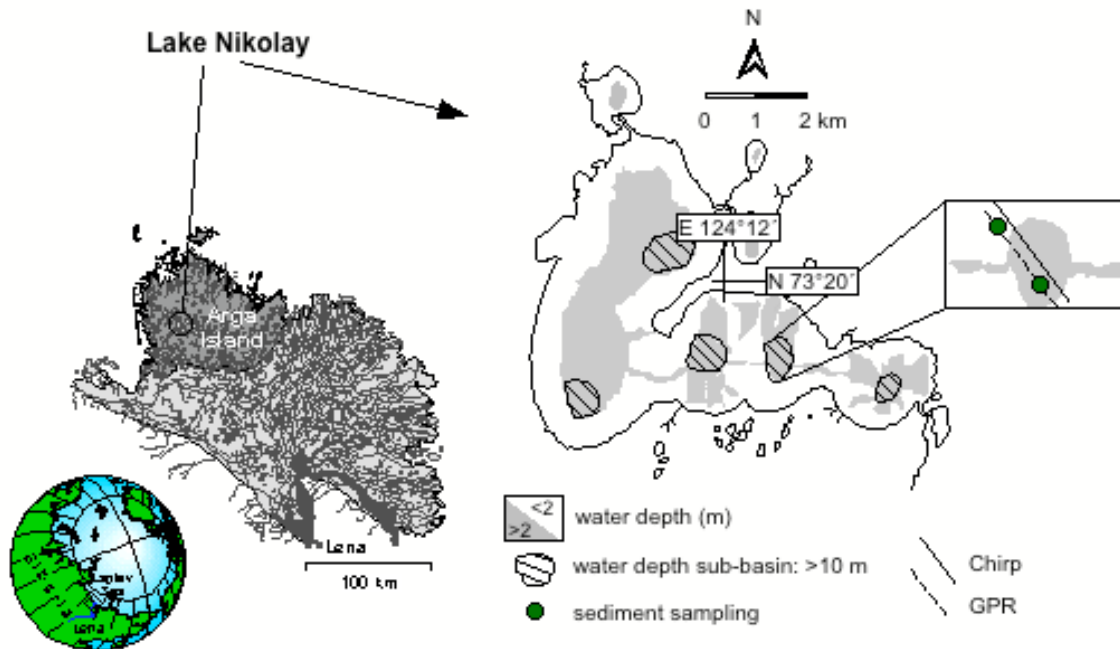 Lake Nikolay
N
0 1 2 km
E 124°12´
N 73°20´
Arga
Island
Lena
100 km
Lena
<2
>2
water depth (m)
water depth sub-basin: >10 m
sediment sampling
Chirp
GPR